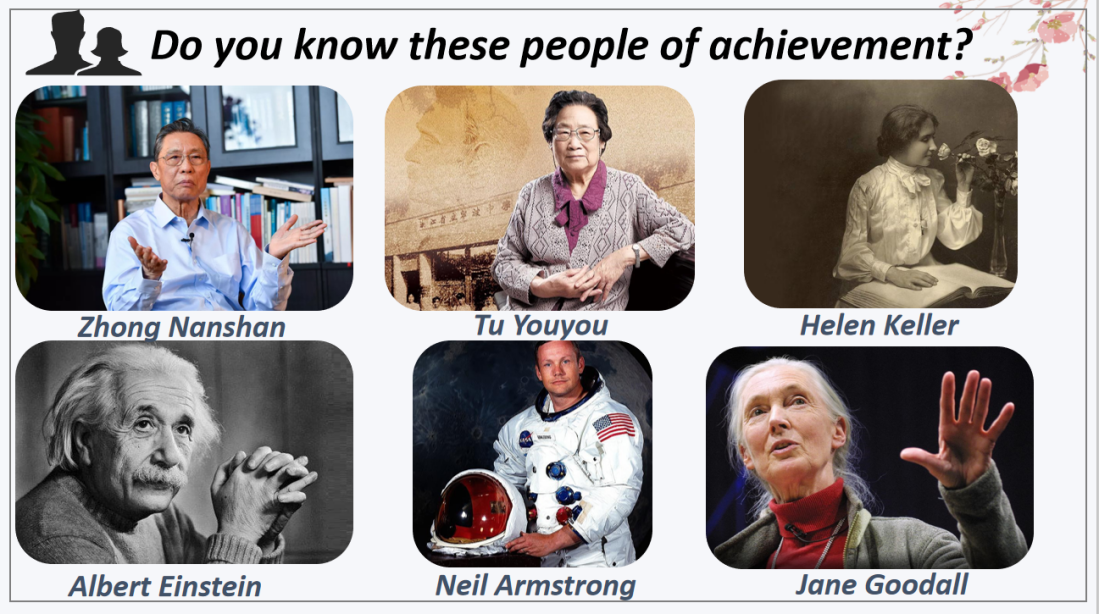 Do you know these people of achievement?
Zhong Nanshan
Tu Youyou
Helen Keller
NASA
Albert Einstein
Neil Armstrong
Jane Goodall